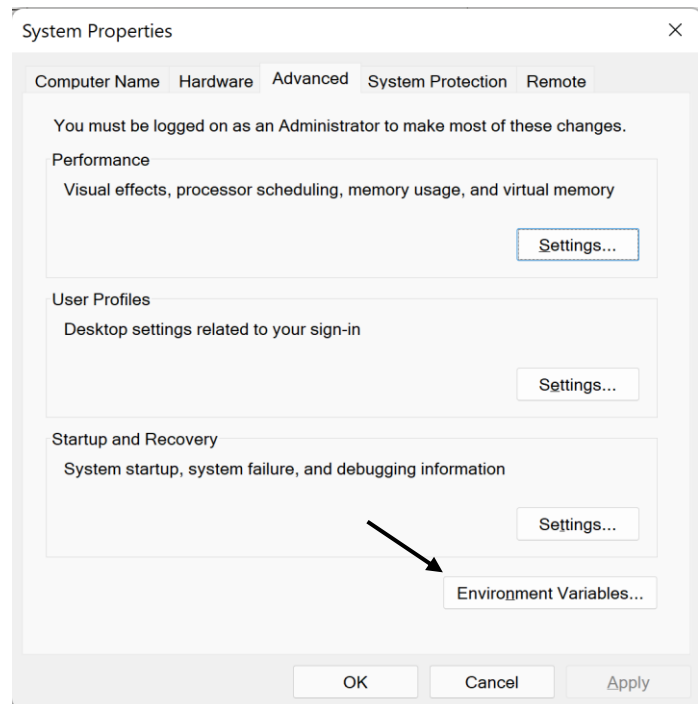 System Properties
Computer Name Hardware Advanced System Protection Remote
You must be logged on as an Administrator to make most of these changes.
Performance
Visual effects, processor scheduling, memory usage, and virtual memory
Settings...
User Profiles
Desktop settings related to your sign-in
Settings...
Startup and Recovery
System startup, system failure, and debugging information
Settings...
Environment Variables...
OK Cancel Apply